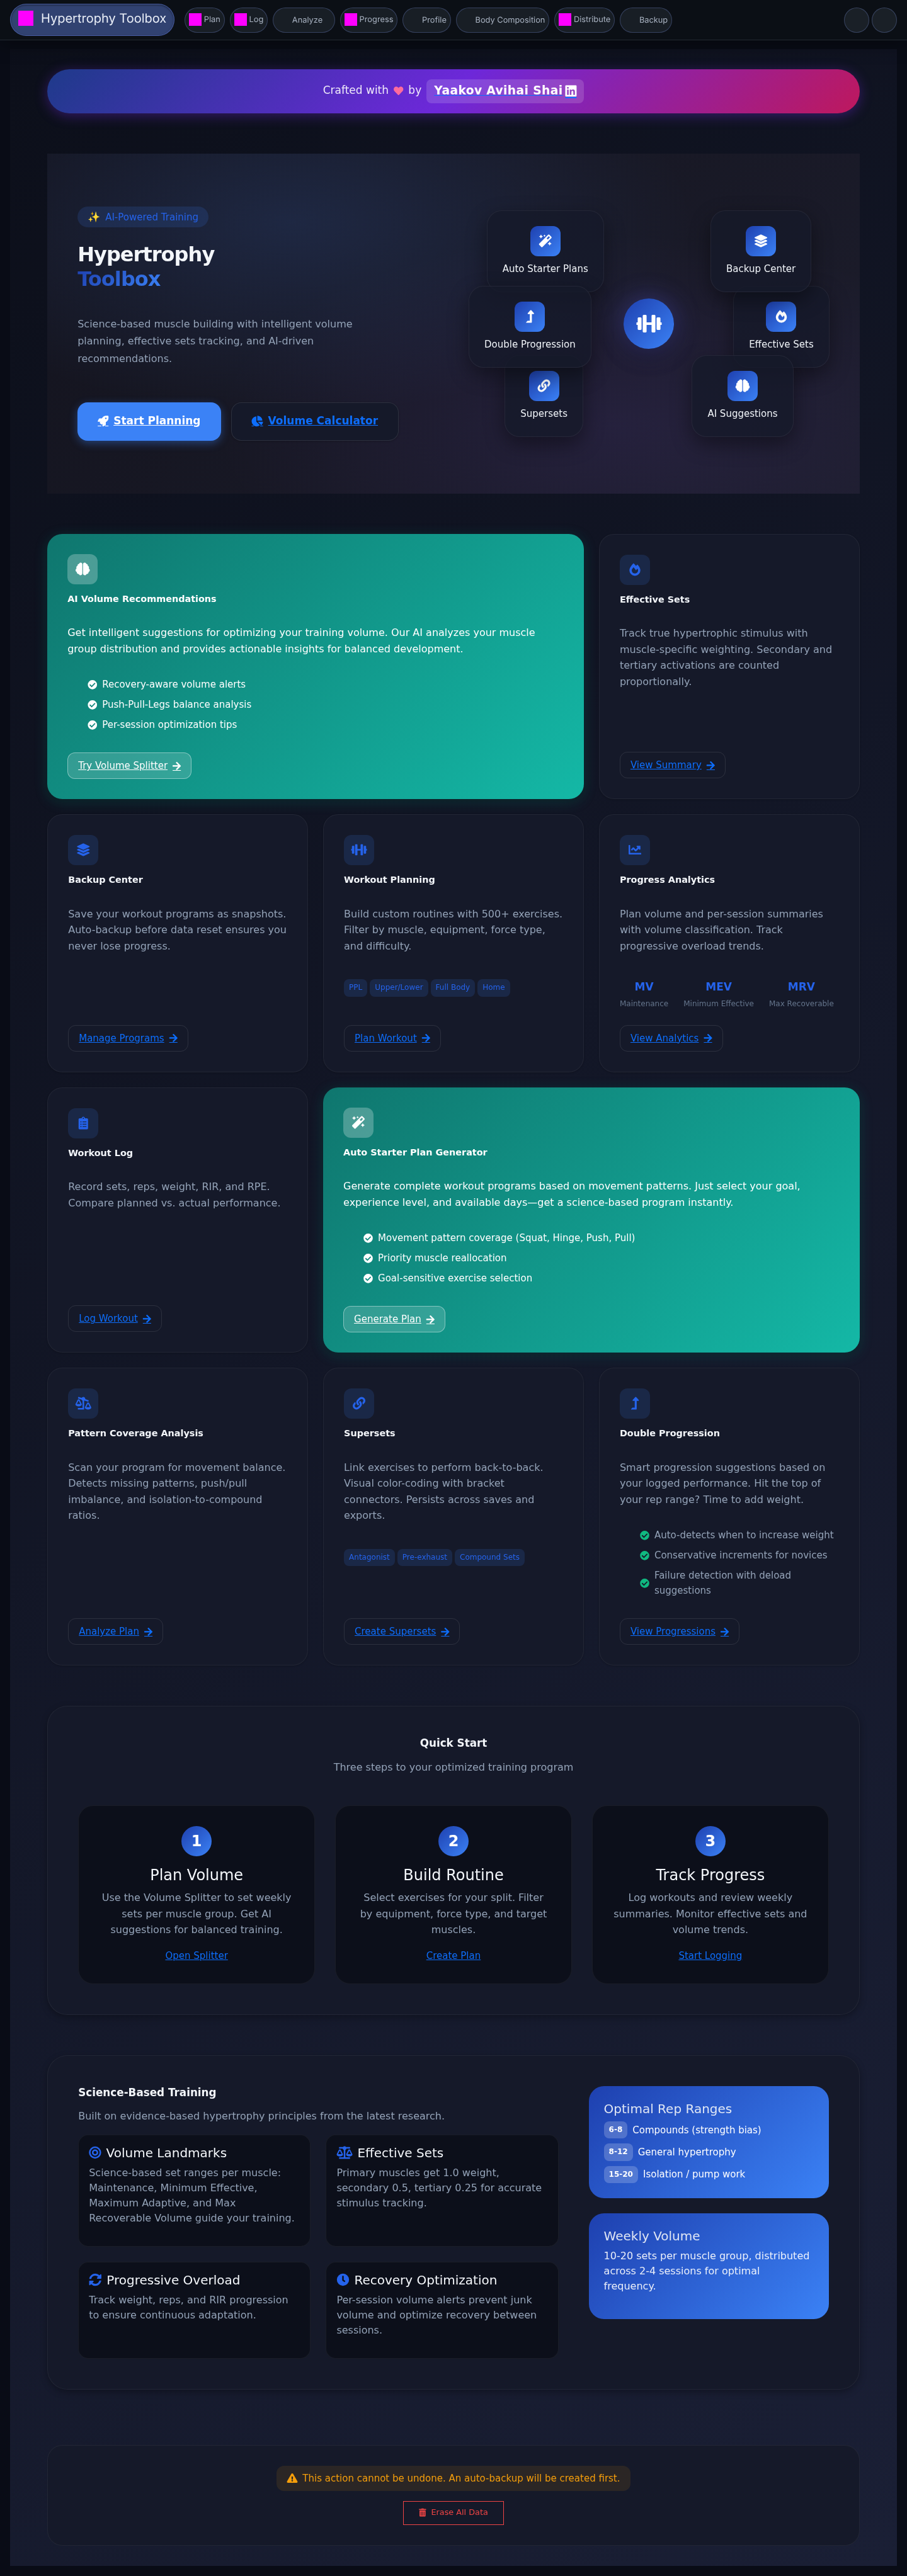 Hypertrophy Toolbox Plan Log Analyze Progress Profile Body Composition Distribute Backup
Crafted with ❤ by Yaakov Avihai Shai
✨ AI-Powered Training
Hypertrophy
Toolbox
Science-based muscle building with intelligent volume
planning, effective sets tracking, and AI-driven
recommendations.
Start Planning
Volume Calculator
Auto Starter Plans
Backup Center
Double Progression
Effective Sets
Supersets
AI Suggestions
AI Volume Recommendations
Get intelligent suggestions for optimizing your training volume. Our AI analyzes your muscle
group distribution and provides actionable insights for balanced development.
Recovery-aware volume alerts
Push-Pull-Legs balance analysis
Per-session optimization tips
Try Volume Splitter
Effective Sets
Track true hypertrophic stimulus with
muscle-specific weighting. Secondary and
tertiary activations are counted
proportionally.
View Summary
Backup Center
Save your workout programs as snapshots.
Auto-backup before data reset ensures you
never lose progress.
Manage Programs
Workout Planning
Build custom routines with 500+ exercises.
Filter by muscle, equipment, force type,
and difficulty.
PPL Upper/Lower Full Body Home
Plan Workout
Progress Analytics
Plan volume and per-session summaries
with volume classification. Track
progressive overload trends.
MV MEV MRV
Maintenance Minimum Effective Max Recoverable
View Analytics
Workout Log
Record sets, reps, weight, RIR, and RPE.
Compare planned vs. actual performance.
Log Workout
Auto Starter Plan Generator
Generate complete workout programs based on movement patterns. Just select your goal,
experience level, and available days—get a science-based program instantly.
Movement pattern coverage (Squat, Hinge, Push, Pull)
Priority muscle reallocation
Goal-sensitive exercise selection
Generate Plan
Pattern Coverage Analysis
Scan your program for movement balance.
Detects missing patterns, push/pull
imbalance, and isolation-to-compound
ratios.
Analyze Plan
Supersets
Link exercises to perform back-to-back.
Visual color-coding with bracket
connectors. Persists across saves and
exports.
Antagonist Pre-exhaust Compound Sets
Create Supersets
Double Progression
Smart progression suggestions based on
your logged performance. Hit the top of
your rep range? Time to add weight.
Auto-detects when to increase weight
Conservative increments for novices
Failure detection with deload
suggestions
View Progressions
Quick Start
Three steps to your optimized training program
1
Plan Volume
Use the Volume Splitter to set weekly
sets per muscle group. Get AI
suggestions for balanced training.
Open Splitter
2
Build Routine
Select exercises for your split. Filter
by equipment, force type, and target
muscles.
Create Plan
3
Track Progress
Log workouts and review weekly
summaries. Monitor effective sets and
volume trends.
Start Logging
Science-Based Training
Built on evidence-based hypertrophy principles from the latest research.
Volume Landmarks
Science-based set ranges per muscle:
Maintenance, Minimum Effective,
Maximum Adaptive, and Max
Recoverable Volume guide your training.
Effective Sets
Primary muscles get 1.0 weight,
secondary 0.5, tertiary 0.25 for accurate
stimulus tracking.
Progressive Overload
Track weight, reps, and RIR progression
to ensure continuous adaptation.
Recovery Optimization
Per-session volume alerts prevent junk
volume and optimize recovery between
sessions.
Optimal Rep Ranges
6-8 Compounds (strength bias)
8-12 General hypertrophy
15-20 Isolation / pump work
Weekly Volume
10-20 sets per muscle group, distributed
across 2-4 sessions for optimal
frequency.
This action cannot be undone. An auto-backup will be created first.
Erase All Data